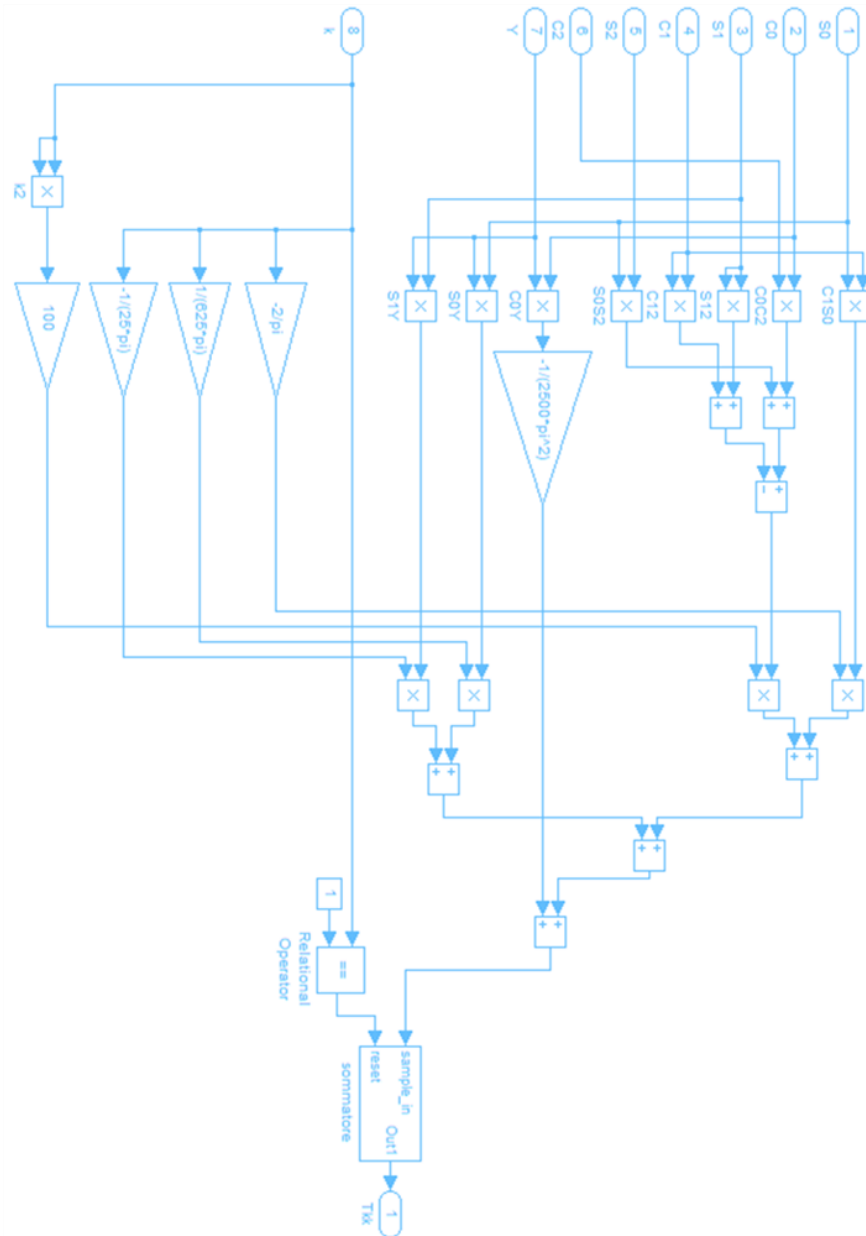 1
S0
2
C0
3
S1
4
C1
5
S2
6
C2
7
Y
8
k
×
C1S0
×
C0C2
×
S12
×
C12
×
S0S2
×
C0Y
×
S0Y
×
S1Y
×
k2
-1/(2500*pi^2)
-2/pi
1/(625*pi)
-1/(25*pi)
100
+
+
+
+
+
−
×
×
×
×
+
+
+
+
+
+
+
+
1
==
Relational
Operator
sample_in
reset
Out1
sommatore
1
Tkk